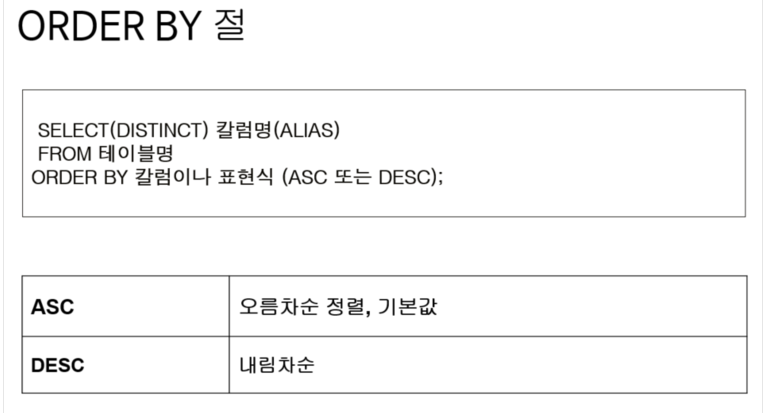 ORDER BY 절
SELECT(DISTINCT) 칼럼명(ALIAS)
FROM 테이블명
ORDER BY 칼럼이나 표현식 (ASC 또는 DESC);
ASC 오름차순 정렬, 기본값
DESC 내림차순